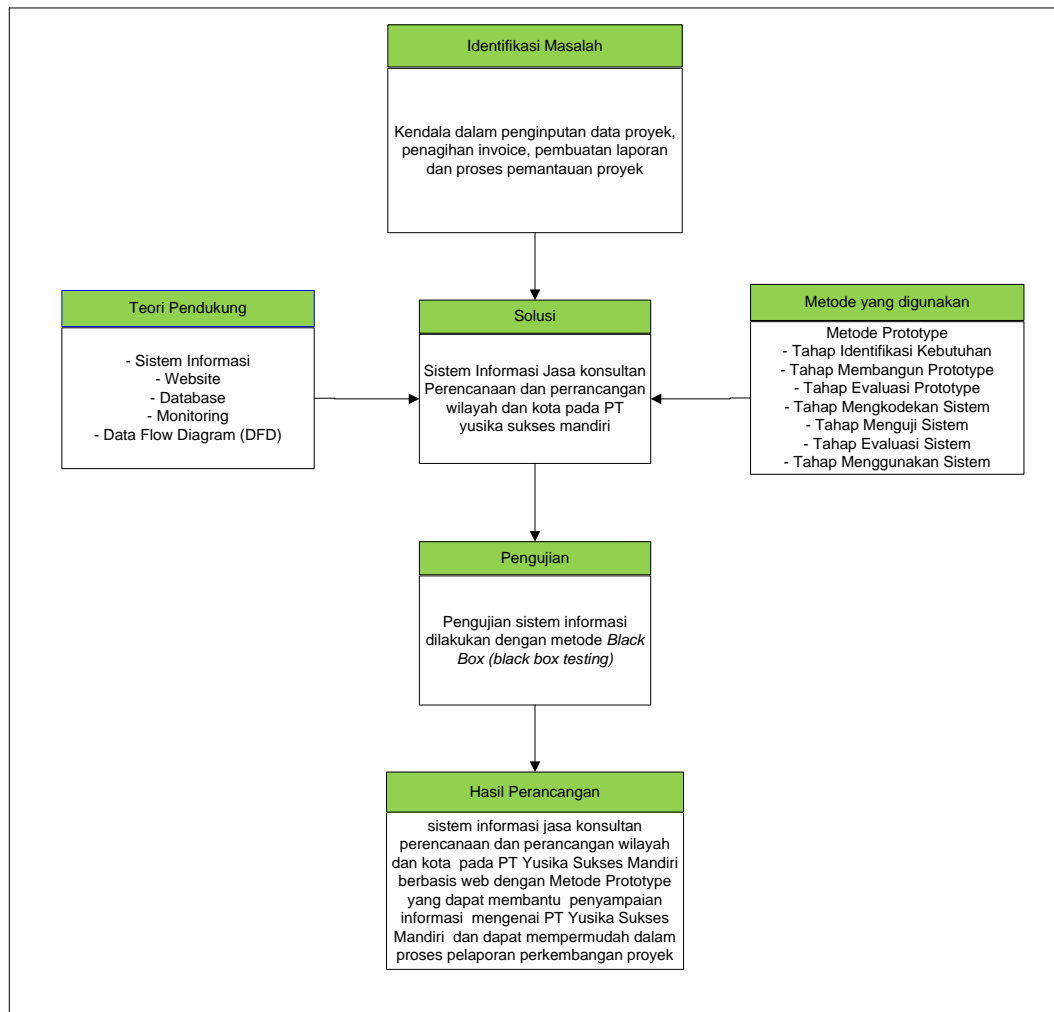 Identifikasi Masalah
Kendala dalam penginputan data proyek,
penagihan invoice, pembuatan laporan
dan proses pemantauan proyek
Teori Pendukung
- Sistem Informasi
- Website
- Database
- Monitoring
- Data Flow Diagram (DFD)
Solusi
Sistem Informasi Jasa konsultan
Perencanaan dan perrancangan
wilayah dan kota pada PT
yusika sukses mandiri
Metode yang digunakan
Metode Prototype
- Tahap Identifikasi Kebutuhan
- Tahap Membangun Prototype
- Tahap Evaluasi Prototype
- Tahap Mengkodekan Sistem
- Tahap Menguji Sistem
- Tahap Evaluasi Sistem
- Tahap Menggunakan Sistem
Pengujian
Pengujian sistem informasi
dilakukan dengan metode Black
Box (black box testing)
Hasil Perancangan
sistem informasi jasa konsultan
perencanaan dan perancangan wilayah
dan kota pada PT Yusika Sukses Mandiri
berbasis web dengan Metode Prototype
yang dapat membantu penyampaian
informasi mengenai PT Yusika Sukses
Mandiri dan dapat mempermudah dalam
proses pelaporan perkembangan proyek